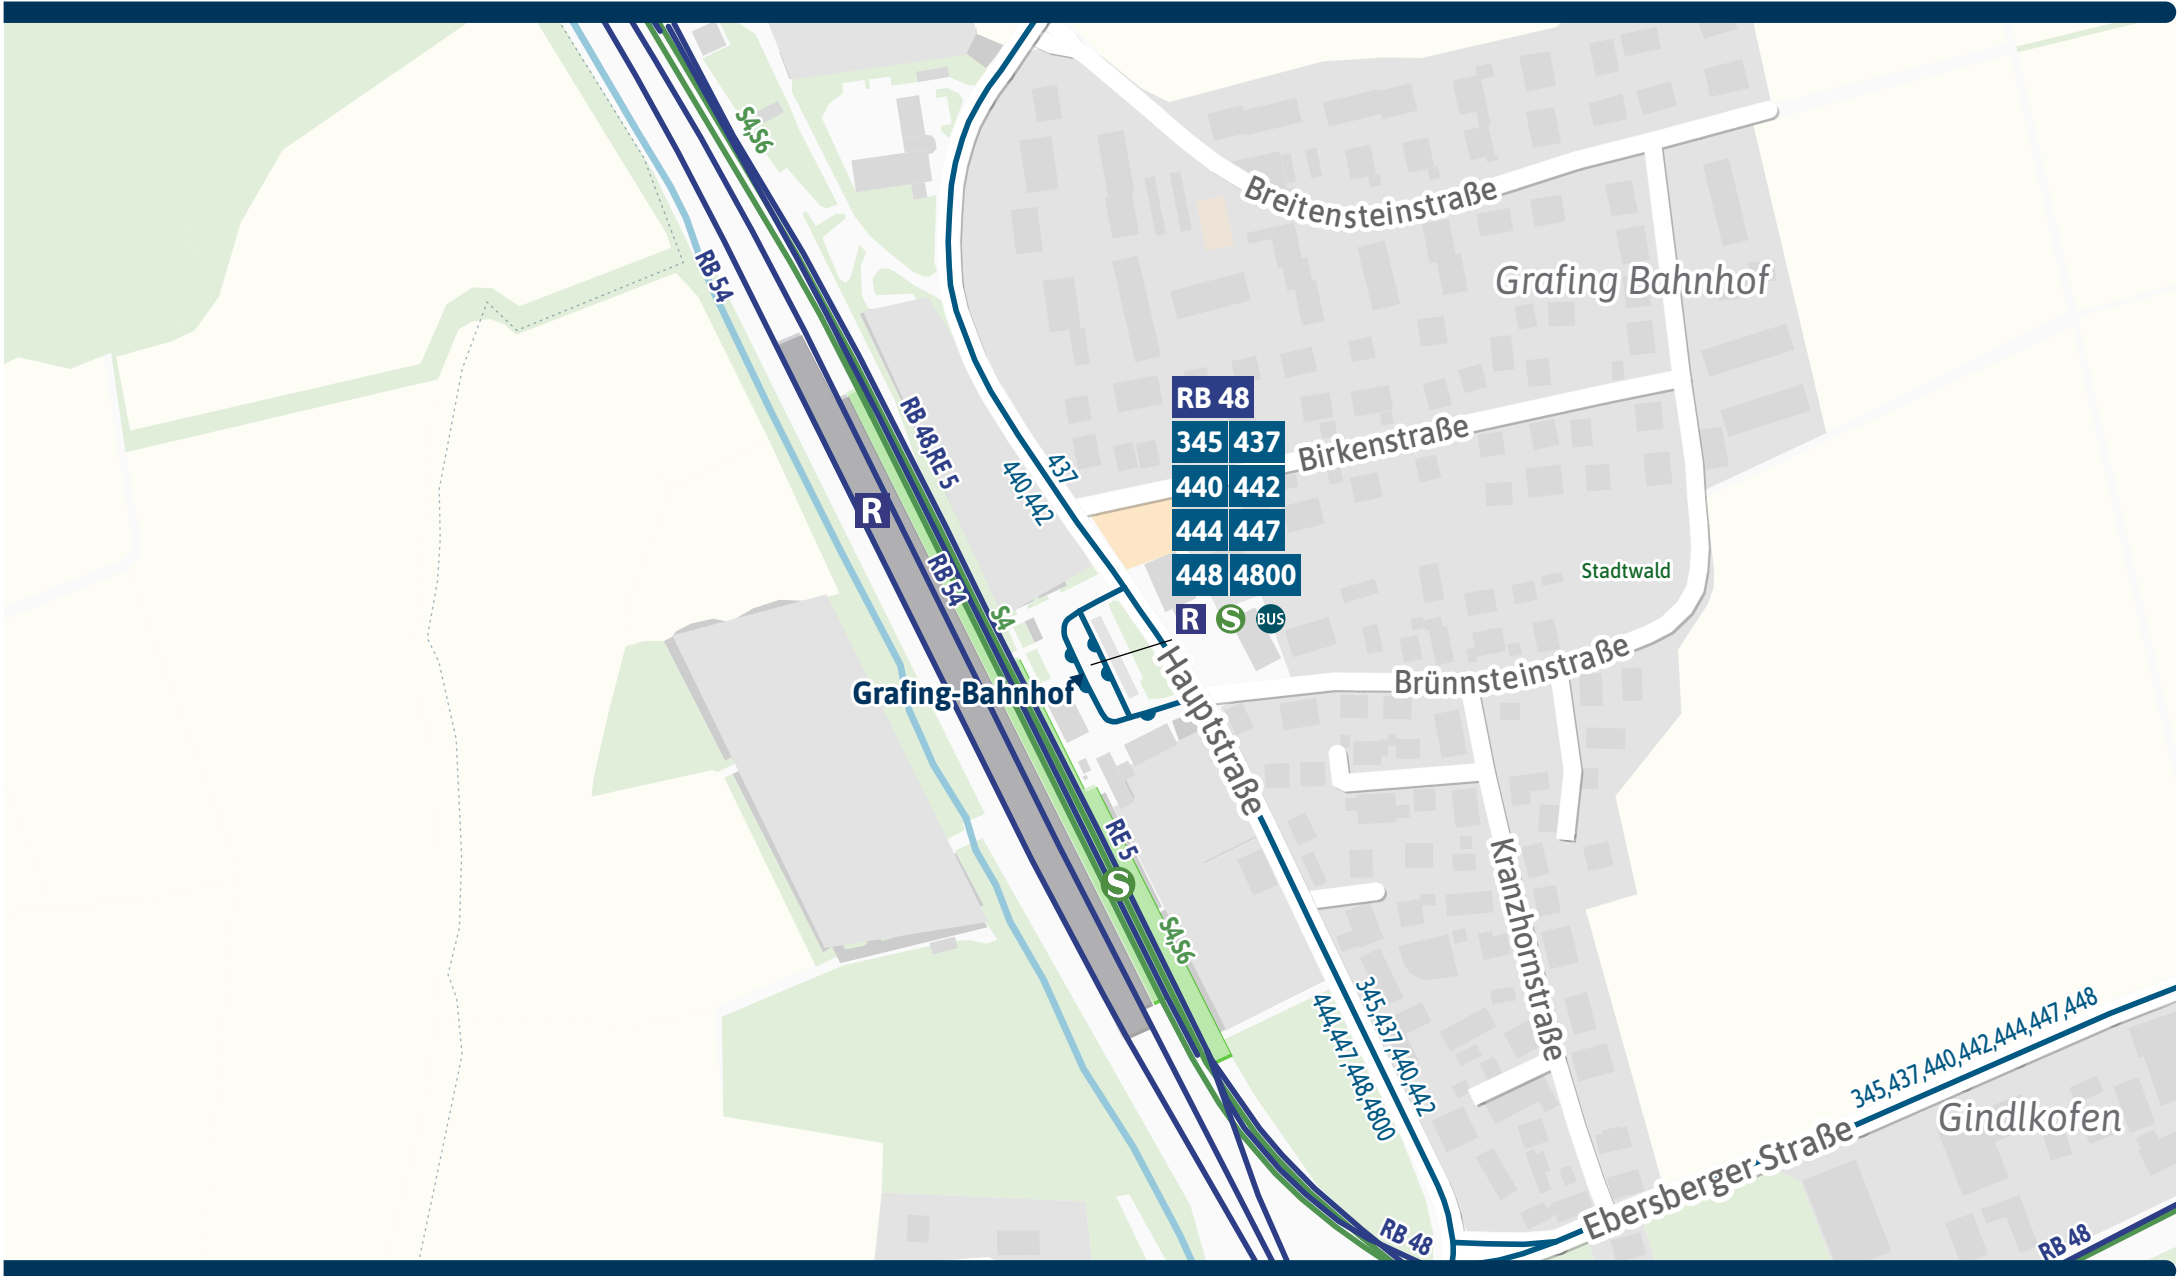 S4,S6
Breitensteinstraße
RB 54
Grafing Bahnhof
RB 48
345 437
440 442
444 447
448 4800
R S BUS
RB 48,RE 5
437
440,442
Birkenstraße
R
RB 54
S4
Stadtwald
Grafing-Bahnhof
Hauptstraße
Brünnsteinstraße
RE 5
S
S4,S6
Kranzhornstraße
345,437,440,442
444,447,448,4800
345,437,440,442,444,447,448
Gindlkofen
Ebersberger Straße
RB 48
RB 48